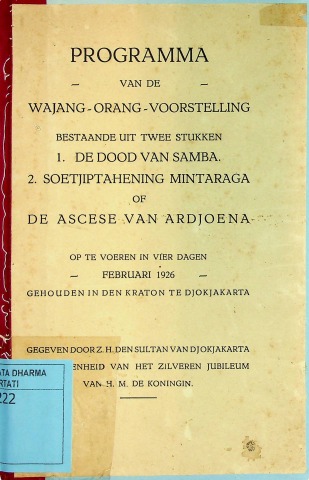 PROGRAMMA
– VAN DE –
WAJANG-ORANG-VOORSTELLING
BESTAANDE UIT TWEE STUKKEN
1. DE DOOD VAN SAMBA.
2. SOETJIPTAHENING MINTARAGA
OF
DE ASCESE VAN ARDJOENA
OP TE VOEREN IN VIER DAGEN
– FEBRUARI 1926 –
GEHOUDEN IN DEN KRATON TE DJOKJAKARTA
GEGEVEN DOOR Z. H. DEN SULTAN VAN DJOKJAKARTA
ENHEID VAN HET ZILVEREN JUBILEUM
VAN H. M. DE KONINGIN.
ATA DHARMA
RTATI
222